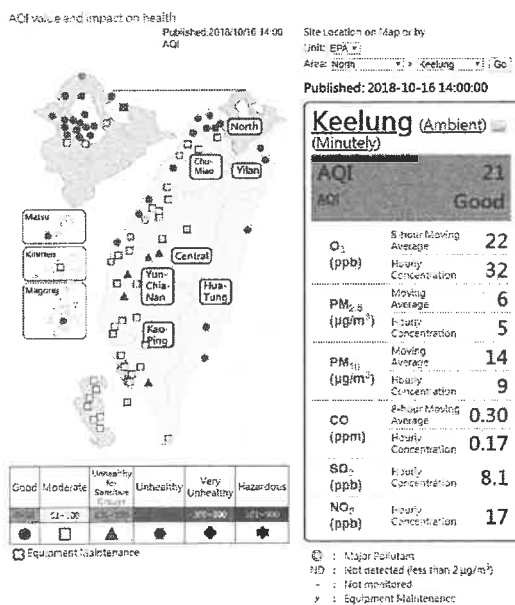 AQI value and impact on health
Published:2018/10/16 14:00
AQI
North
Chu-
Miao
Yilan
Matsu
Kinmen
Magong
Central
Yun-
Chia-
Nan
Hua-
Tung
Kao-
Ping
Good Moderate Unhealthy for Sensitive Groups Unhealthy Very Unhealthy Hazardous
51~100
Equipment Maintenance
Site Location on Map or by
Unit: EPA
Area: North > Keelung Go
Published: 2018-10-16 14:00:00
Keelung (Ambient)
(Minutely)
AQI 21
AQI Good
O3 (ppb) 8-hour Moving Average 22
Hourly Concentration 32
PM2.5 (μg/m3) Moving Average 6
Hourly Concentration 5
PM10 (μg/m3) Moving Average 14
Hourly Concentration 9
CO (ppm) 8-hour Moving Average 0.30
Hourly Concentration 0.17
SO2 (ppb) Hourly Concentration 8.1
NO2 (ppb) Hourly Concentration 17
: Major Pollutant
ND : Not detected (less than 2 μg/m3)
- : Not monitored
x : Equipment Maintenance